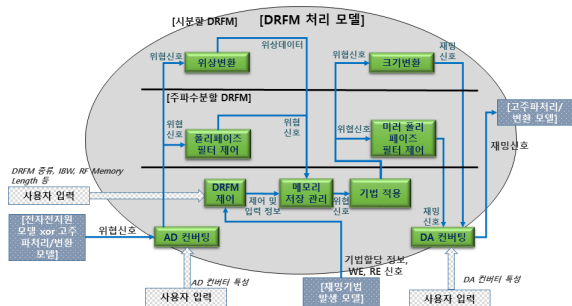 [시분할 DRFM]
[DRFM 처리 모델]
위협신호
위상변환
위상데이터
위협신호
크기변환
재밍
신호
[주파수분할 DRFM]
위협
신호
폴리페이즈
필터 제어
위협
신호
위협
신호
미러 폴리
페이즈
필터 제어
[고주파처리/
변환 모델]
재밍신호
DRFM 종류, IBW, RF Memory
Length 등
사용자 입력
DRFM
제어
제어 및
입력 정보
메모리
저장 관리
위협
신호
기법 적용
재밍
신호
[전자전지원
모델 xor 고주
파처리/변환
모델]
위협신호
AD 컨버팅
DA 컨버팅
기법할당 정보,
WE, RE 신호
AD 컨버터 특성
DA 컨버터 특성
사용자 입력
[재밍기법
발생 모델]
사용자 입력